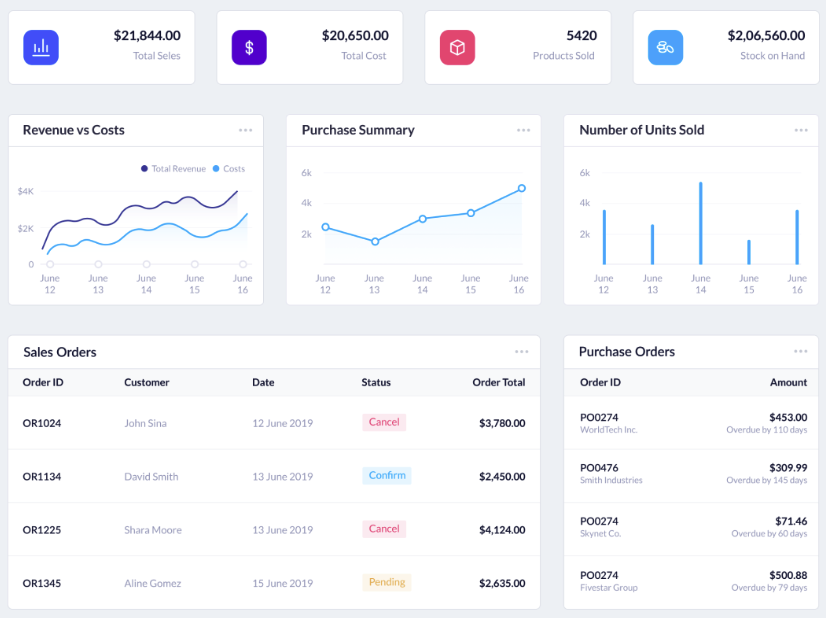 $21,844.00
Total Seles
$20,650.00
Total Cost
5420
Products Sold
$2,06,560.00
Stock on Hand
Revenue vs Costs
Total Revenue Costs
$4K
$2K
0
June 12 June 13 June 14 June 15 June 16
Purchase Summary
6k
4k
2k
June 12 June 13 June 14 June 15 June 16
Number of Units Sold
6k
4k
2k
June 12 June 13 June 14 June 15 June 16
Sales Orders
Order ID Customer Date Status Order Total
OR1024 John Sina 12 June 2019 Cancel $3,780.00
OR1134 David Smith 13 June 2019 Confirm $2,450.00
OR1225 Shara Moore 13 June 2019 Cancel $4,124.00
OR1345 Aline Gomez 15 June 2019 Pending $2,635.00
Purchase Orders
Order ID Amount
PO0274 $453.00
WorldTech Inc. Overdue by 110 days
PO0476 $309.99
Smith Industries Overdue by 145 days
PO0274 $71.46
Skynet Co. Overdue by 60 days
PO0274 $500.88
Fivestar Group Overdue by 79 days